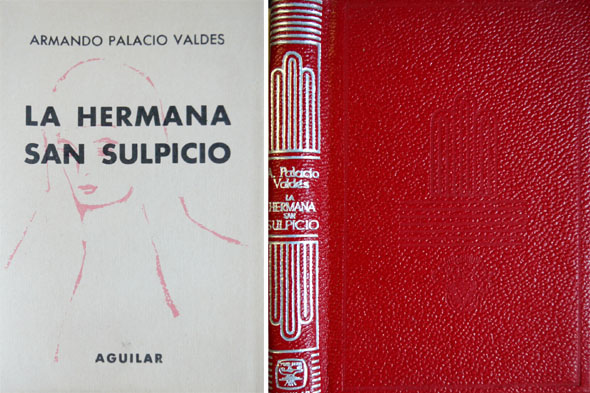 ARMANDO PALACIO VALDES
LA HERMANA
SAN SULPICIO
AGUILAR
A. Palacio
Valdés
LA
HERMANA
SAN
SULPICIO